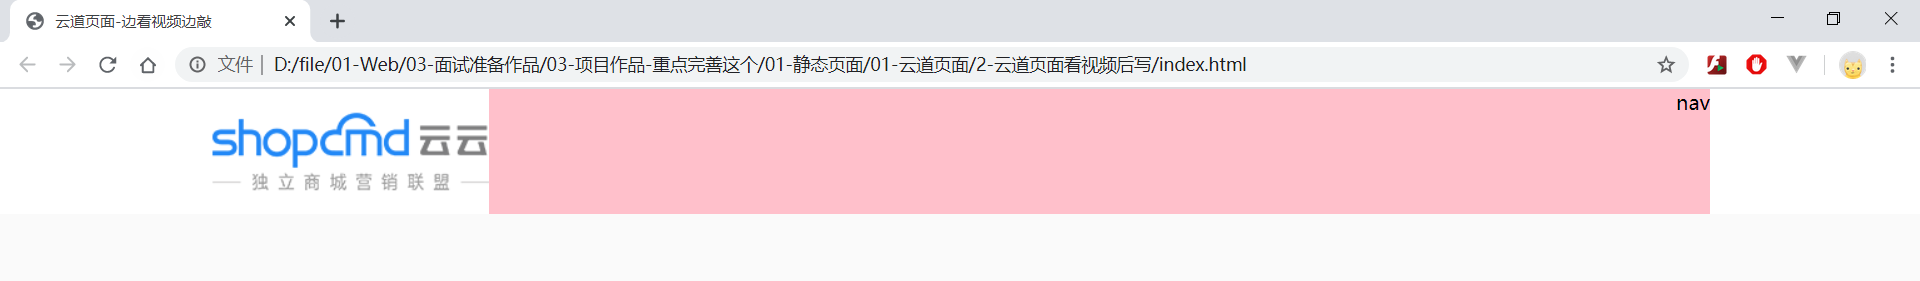 云道页面-边看视频边敲
文件 | D:/file/01-Web/03-面试准备作品/03-项目作品-重点完善这个/01-静态页面/01-云道页面/2-云道页面看视频后写/index.html
nav
shopcmd 云云
独立商城营销联盟